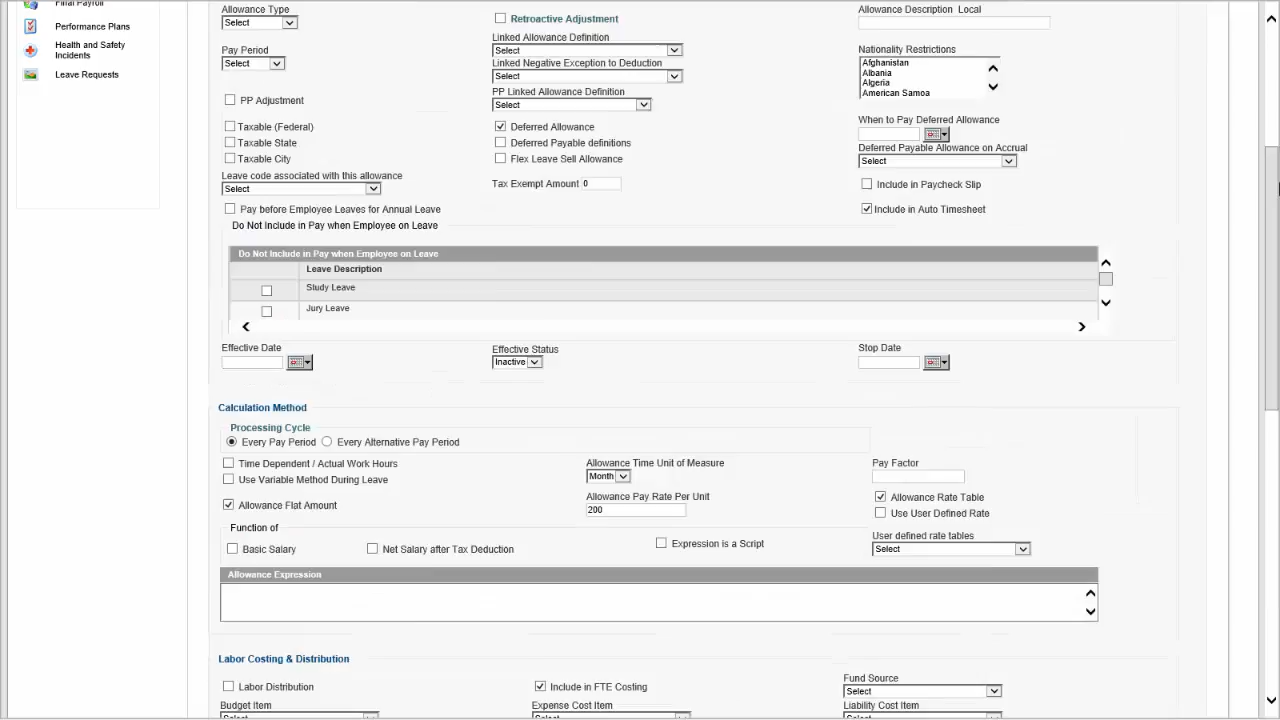 Final Payroll
Performance Plans
Health and Safety
Incidents
Leave Requests
Allowance Type
Select
Retroactive Adjustment
Allowance Description Local
Linked Allowance Definition
Select
Pay Period
Select
Linked Negative Exception to Deduction
Select
Nationality Restrictions
Afghanistan
Albania
Algeria
American Samoa
PP Linked Allowance Definition
Select
PP Adjustment
When to Pay Deferred Allowance
Taxable (Federal)
Deferred Allowance
Taxable State
Deferred Payable definitions
Deferred Payable Allowance on Accrual
Select
Taxable City
Flex Leave Sell Allowance
Leave code associated with this allowance
Select
Tax Exempt Amount 0
Include in Paycheck Slip
Pay before Employee Leaves for Annual Leave
Include in Auto Timesheet
Do Not Include in Pay when Employee on Leave
Do Not Include in Pay when Employee on Leave
Leave Description
Study Leave
Jury Leave
Effective Date
Effective Status
Inactive
Stop Date
Calculation Method
Processing Cycle
Every Pay Period
Every Alternative Pay Period
Time Dependent / Actual Work Hours
Allowance Time Unit of Measure
Month
Pay Factor
Use Variable Method During Leave
Allowance Flat Amount
Allowance Pay Rate Per Unit
200
Allowance Rate Table
Use User Defined Rate
Function of
Basic Salary
Net Salary after Tax Deduction
Expression is a Script
User defined rate tables
Select
Allowance Expression
Labor Costing & Distribution
Labor Distribution
Include in FTE Costing
Fund Source
Select
Budget Item
Select
Expense Cost Item
Select
Liability Cost Item
Select